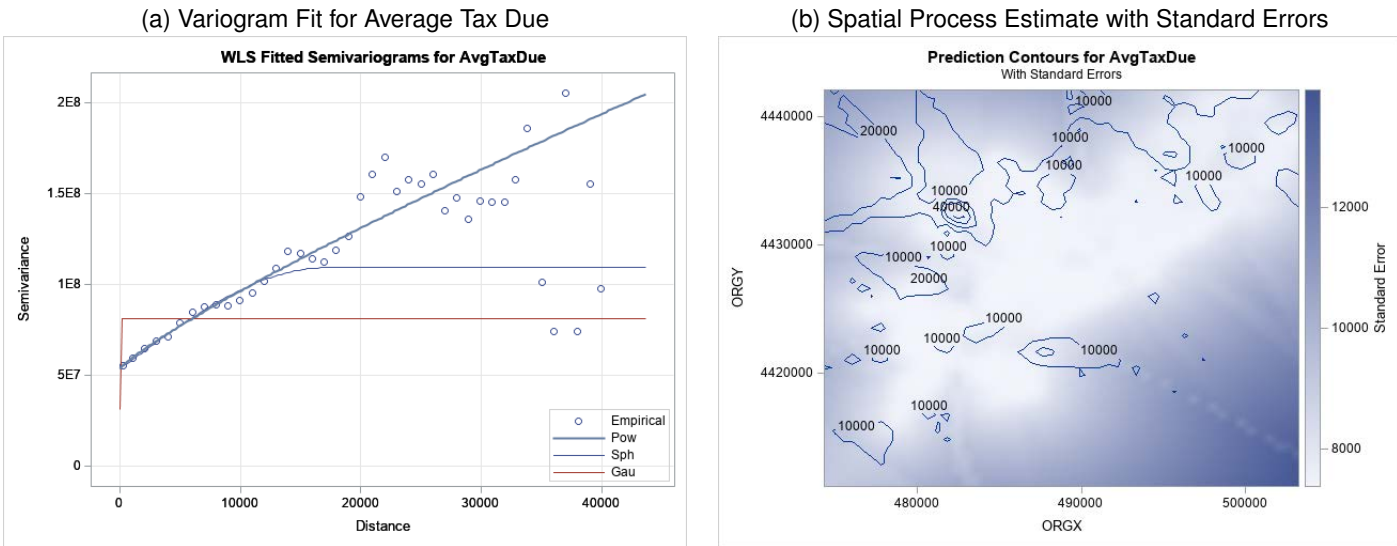 (a) Variogram Fit for Average Tax Due
WLS Fitted Semivariograms for AvgTaxDue
2E8
1.5E8
1E8
5E7
0
Semivariance
0
10000
20000
30000
40000
Distance
Empirical
Pow
Sph
Gau
(b) Spatial Process Estimate with Standard Errors
Prediction Contours for AvgTaxDue
With Standard Errors
4440000
4430000
4420000
ORGY
10000
20000
10000
10000
10000
10000
10000
10000
40000
10000
10000
20000
10000
10000
10000
10000
10000
10000
480000
490000
500000
ORGX
12000
10000
8000
Standard Error